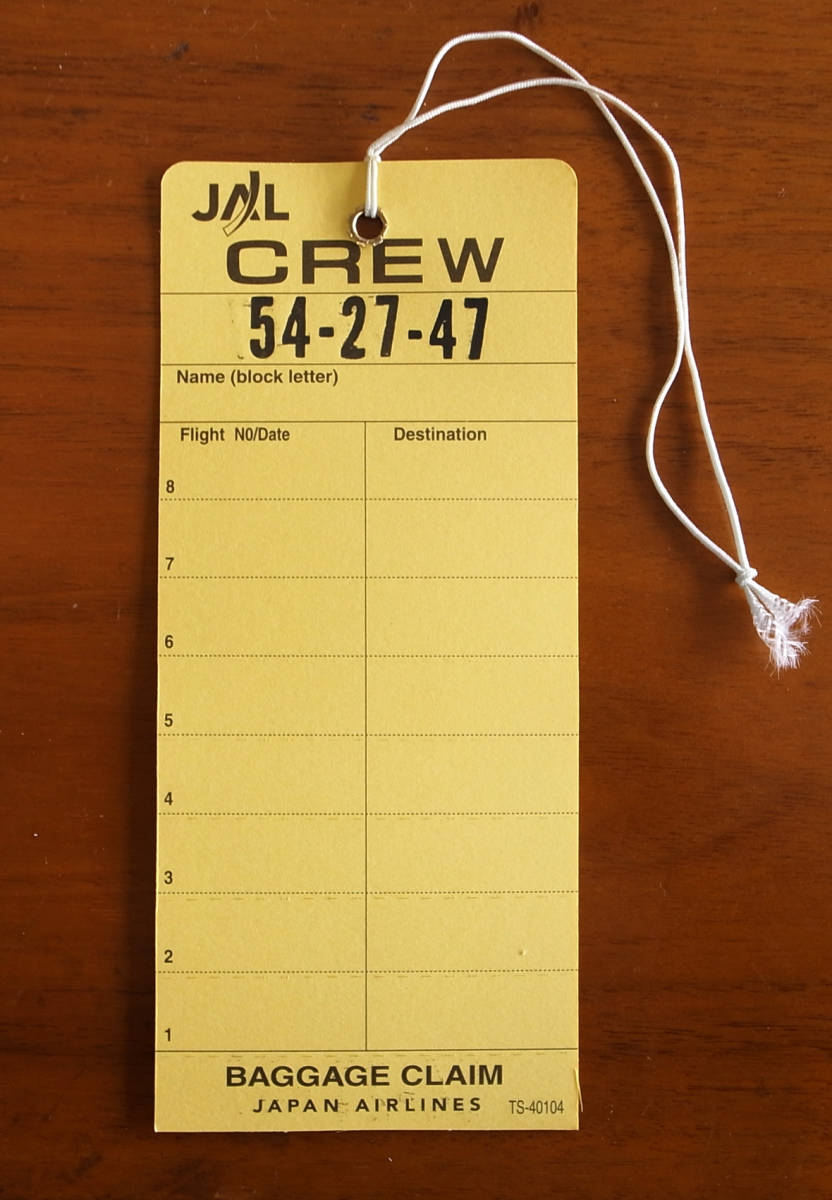 JAL
CREW
54-27-47
Name (block letter)
Flight N0/Date Destination
8
7
6
5
4
3
2
1
BAGGAGE CLAIM
JAPAN AIRLINES TS-40104